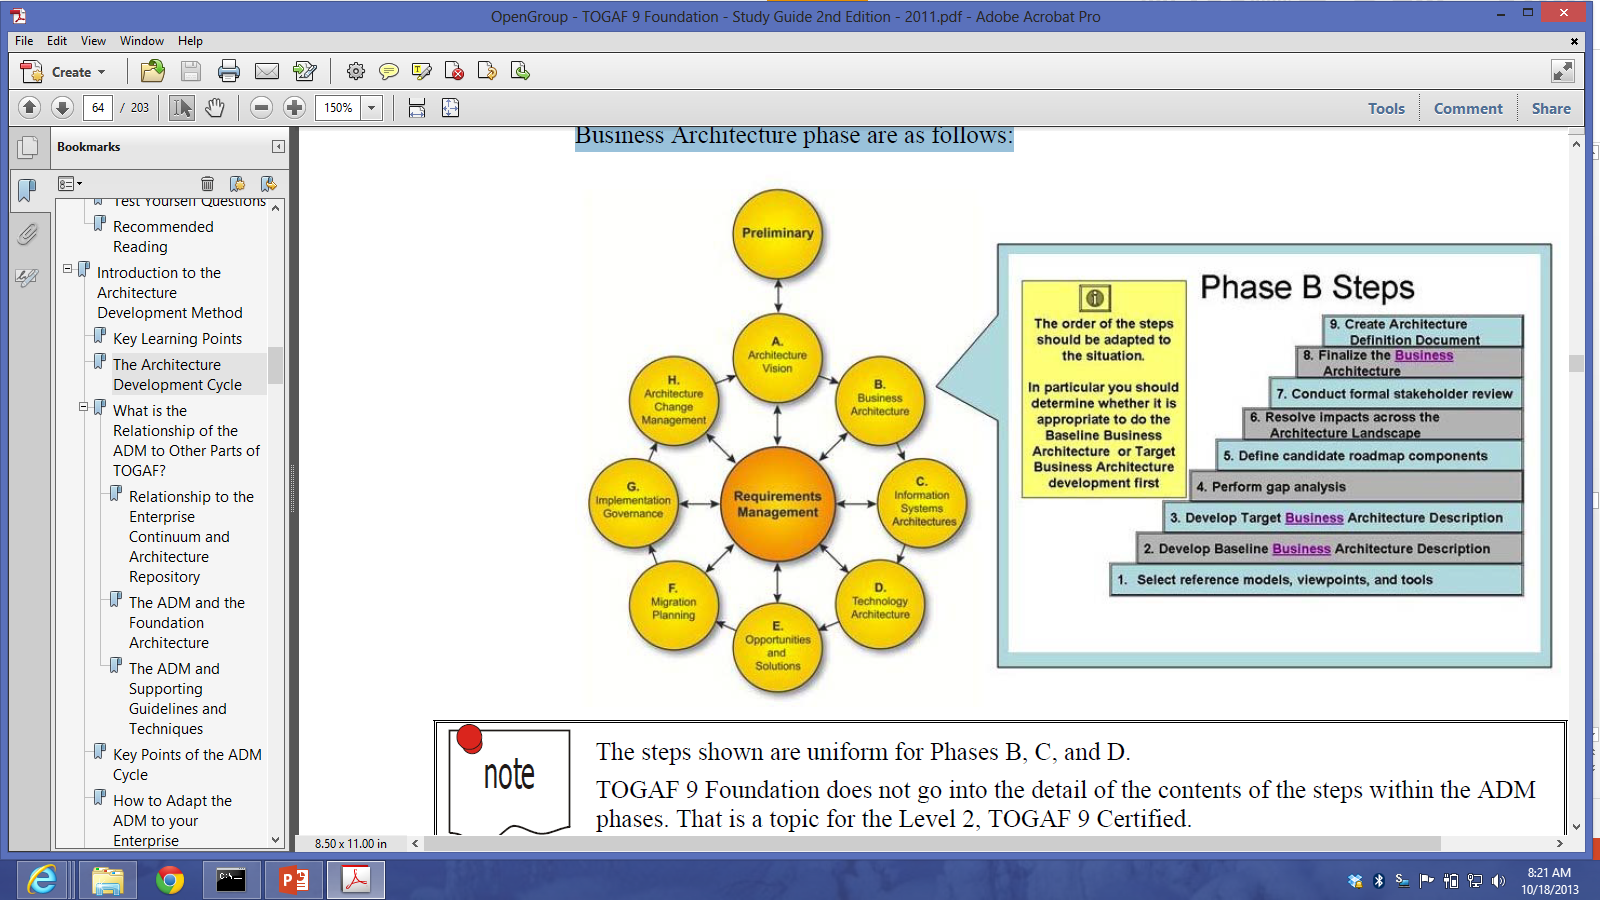 OpenGroup - TOGAF 9 Foundation - Study Guide 2nd Edition - 2011.pdf - Adobe Acrobat Pro
File Edit View Window Help
Create
64 / 203
150%
Tools Comment Share
Bookmarks
Test Yourself Questions
Recommended
Reading
Introduction to the
Architecture
Development Method
Key Learning Points
The Architecture
Development Cycle
What is the
Relationship of the
ADM to Other Parts of
TOGAF?
Relationship to the
Enterprise
Continuum and
Architecture
Repository
The ADM and the
Foundation
Architecture
The ADM and
Supporting
Guidelines and
Techniques
Key Points of the ADM
Cycle
How to Adapt the
ADM to your
Enterprise
Business Architecture phase are as follows:
Preliminary
A.
Architecture
Vision
B.
Business
Architecture
C.
Information
Systems
Architectures
D.
Technology
Architecture
E.
Opportunities
and
Solutions
F.
Migration
Planning
G.
Implementation
Governance
H.
Architecture
Change
Management
Requirements
Management
The order of the steps
should be adapted to
the situation.
In particular you should
determine whether it is
appropriate to do the
Baseline Business
Architecture or Target
Business Architecture
development first
Phase B Steps
9. Create Architecture
Definition Document
8. Finalize the Business
Architecture
7. Conduct formal stakeholder review
6. Resolve impacts across the
Architecture Landscape
5. Define candidate roadmap components
4. Perform gap analysis
3. Develop Target Business Architecture Description
2. Develop Baseline Business Architecture Description
1. Select reference models, viewpoints, and tools
note
The steps shown are uniform for Phases B, C, and D.
TOGAF 9 Foundation does not go into the detail of the contents of the steps within the ADM
phases. That is a topic for the Level 2, TOGAF 9 Certified.
8.50 x 11.00 in
C:\
8:21 AM
10/18/2013